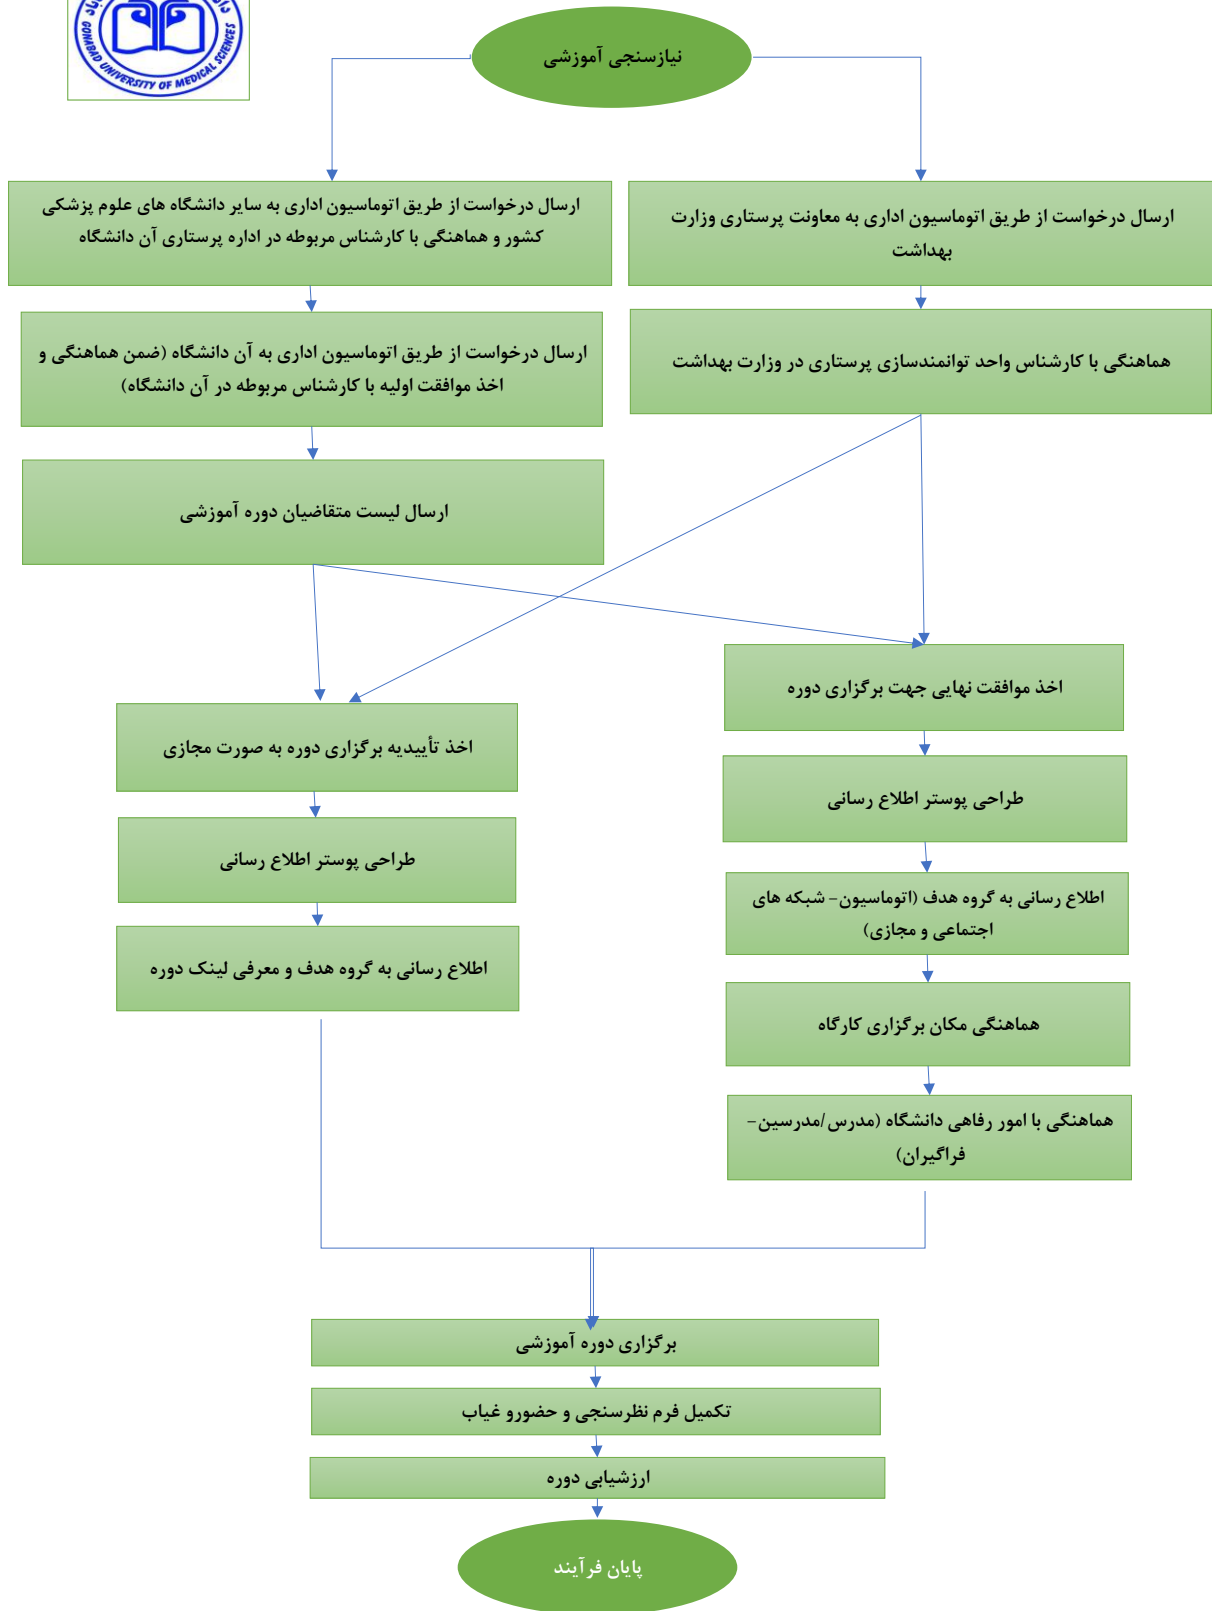 GONABAD UNIVERSITY OF MEDICAL SCIENCES
نیازسنجی آموزشی
ارسال درخواست از طریق اتوماسیون اداری به معاونت پرستاری وزارت
بهداشت
ارسال درخواست از طریق اتوماسیون اداری به سایر دانشگاه های علوم پزشکی
کشور و هماهنگی با کارشناس مربوطه در اداره پرستاری آن دانشگاه
هماهنگی با کارشناس واحد توانمندسازی پرستاری در وزارت بهداشت
ارسال درخواست از طریق اتوماسیون اداری به آن دانشگاه (ضمن هماهنگی و
اخذ موافقت اولیه با کارشناس مربوطه در آن دانشگاه)
ارسال لیست متقاضیان دوره آموزشی
اخذ موافقت نهایی جهت برگزاری دوره
طراحی پوستر اطلاع رسانی
اطلاع رسانی به گروه هدف (اتوماسیون- شبکه های
اجتماعی و مجازی)
هماهنگی مکان برگزاری کارگاه
هماهنگی با امور رفاهی دانشگاه (مدرس/مدرسین-
فراگیران)
اخذ تأییدیه برگزاری دوره به صورت مجازی
طراحی پوستر اطلاع رسانی
اطلاع رسانی به گروه هدف و معرفی لینک دوره
برگزاری دوره آموزشی
تکمیل فرم نظرسنجی و حضورو غیاب
ارزشیابی دوره
پایان فرآیند